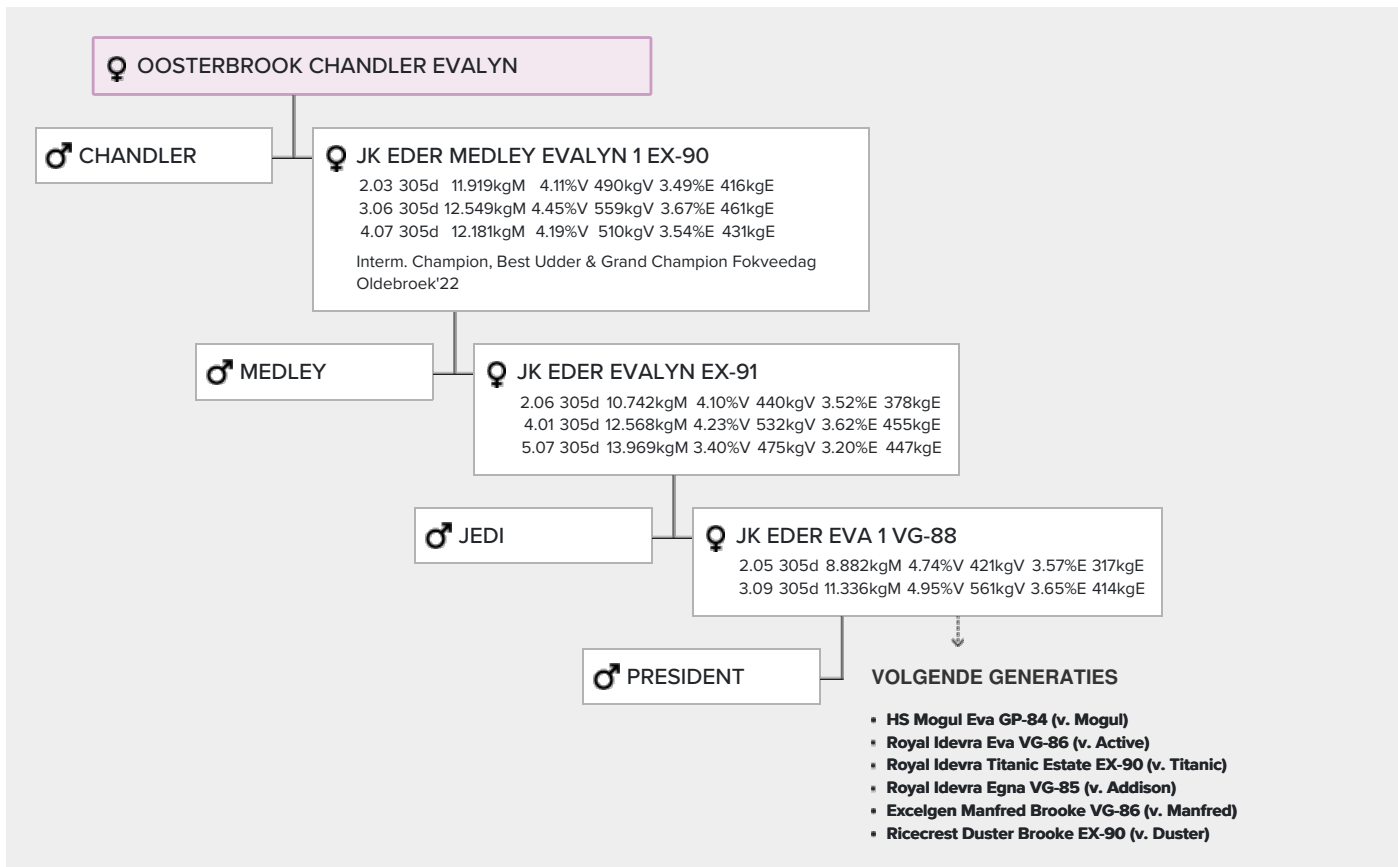 OOSTERBROOK CHANDLER EVALYN
CHANDLER
JK EDER MEDLEY EVALYN 1 EX-90
2.03 305d 11.919kgM 4.11%V 490kgV 3.49%E 416kgE
3.06 305d 12.549kgM 4.45%V 559kgV 3.67%E 461kgE
4.07 305d 12.181kgM 4.19%V 510kgV 3.54%E 431kgE
Interm. Champion, Best Udder & Grand Champion Fokveedag
Oldebroek'22
MEDLEY
JK EDER EVALYN EX-91
2.06 305d 10.742kgM 4.10%V 440kgV 3.52%E 378kgE
4.01 305d 12.568kgM 4.23%V 532kgV 3.62%E 455kgE
5.07 305d 13.969kgM 3.40%V 475kgV 3.20%E 447kgE
JEDI
JK EDER EVA 1 VG-88
2.05 305d 8.882kgM 4.74%V 421kgV 3.57%E 317kgE
3.09 305d 11.336kgM 4.95%V 561kgV 3.65%E 414kgE
PRESIDENT
VOLGENDE GENERATIES
• HS Mogul Eva GP-84 (v. Mogul)
• Royal Idevra Eva VG-86 (v. Active)
• Royal Idevra Titanic Estate EX-90 (v. Titanic)
• Royal Idevra Egna VG-85 (v. Addison)
• Excelgen Manfred Brooke VG-86 (v. Manfred)
• Ricecrest Duster Brooke EX-90 (v. Duster)